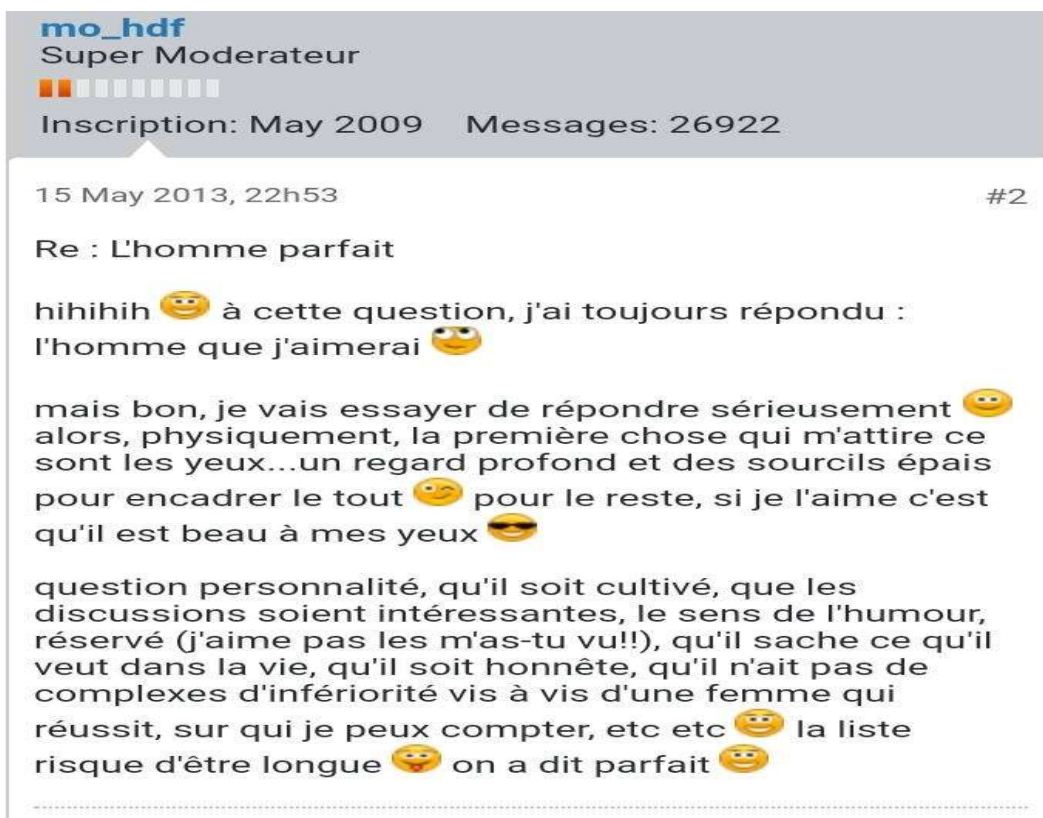 mo_hdf
Super Moderateur
Inscription: May 2009 Messages: 26922
15 May 2013, 22h53 #2
Re : L'homme parfait
hihihih à cette question, j'ai toujours répondu :
l'homme que j'aimerai
mais bon, je vais essayer de répondre sérieusement
alors, physiquement, la première chose qui m'attire ce
sont les yeux...un regard profond et des sourcils épais
pour encadrer le tout pour le reste, si je l'aime c'est
qu'il est beau à mes yeux
question personnalité, qu'il soit cultivé, que les
discussions soient intéressantes, le sens de l'humour,
réservé (j'aime pas les m'as-tu vu!!), qu'il sache ce qu'il
veut dans la vie, qu'il soit honnête, qu'il n'ait pas de
complexes d'infériorité vis à vis d'une femme qui
réussit, sur qui je peux compter, etc etc la liste
risque d'être longue on a dit parfait